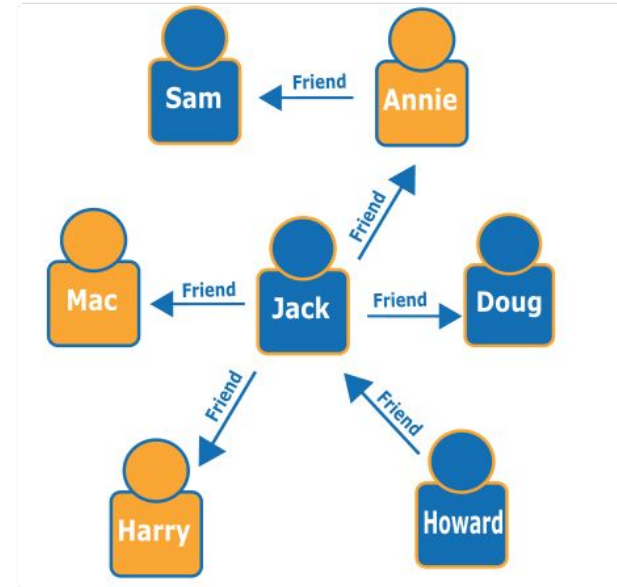 Friend
Sam
Annie
Friend
Mac
Friend
Jack
Friend
Doug
Friend
Friend
Harry
Howard